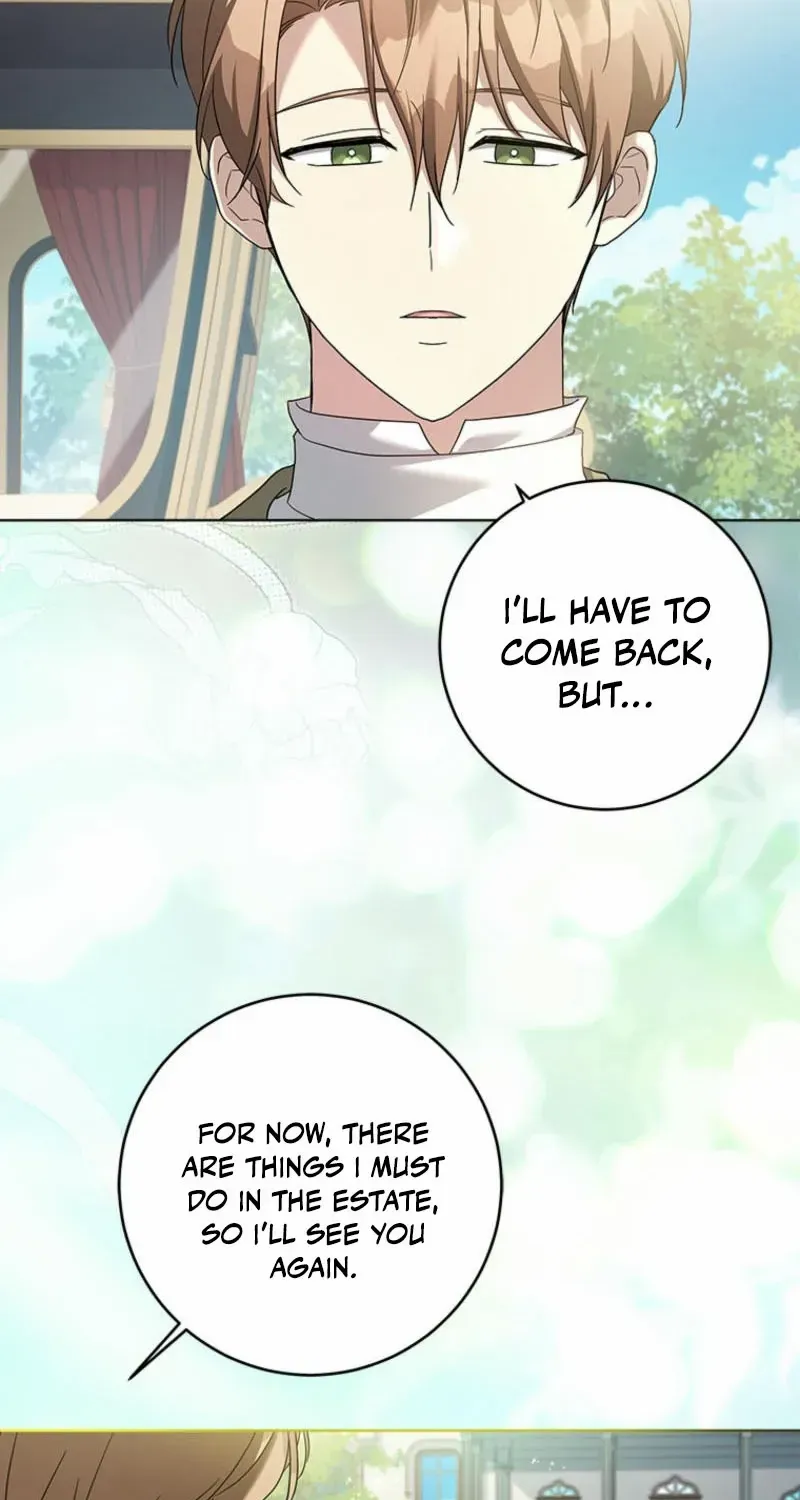 I'LL HAVE TO
COME BACK,
BUT...
FOR NOW, THERE
ARE THINGS I MUST
DO IN THE ESTATE,
SO I'LL SEE YOU
AGAIN.